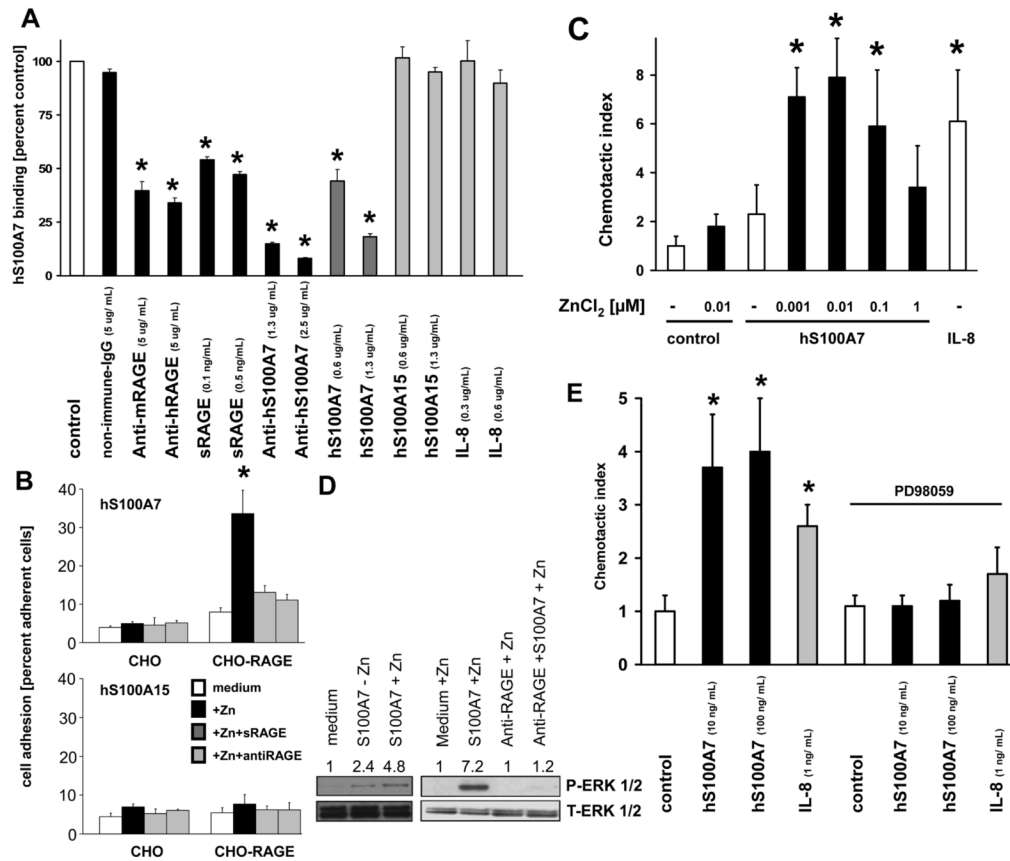 A
hS100A7 binding [percent control]
100
75
50
25
0
* * * * * * * *
control
non-immune-IgG (5 ug/ mL)
Anti-mRAGE (5 ug/ mL)
Anti-hRAGE (5 ug/ mL)
sRAGE (0.1 ng/mL)
sRAGE (0.5 ng/mL)
Anti-hS100A7 (1.3 ug/ mL)
Anti-hS100A7 (2.5 ug/ mL)
hS100A7 (0.6 ug/mL)
hS100A7 (1.3 ug/mL)
hS100A15 (0.6 ug/ mL)
hS100A15 (1.3 ug/mL)
IL-8 (0.3 ug/mL)
IL-8 (0.6 ug/ mL)
B
cell adhesion [percent adherent cells]
hS100A7
40
30
20
10
0
*
CHO CHO-RAGE
hS100A15
40
30
20
10
0
medium
+Zn
+Zn+sRAGE
+Zn+antiRAGE
CHO CHO-RAGE
C
Chemotactic index
8
6
4
2
0
* * * *
ZnCl2 [µM] - 0.01 - 0.001 0.01 0.1 1 -
control hS100A7 IL-8
D
medium
S100A7 - Zn
S100A7 + Zn
Medium +Zn
S100A7 +Zn
Anti-RAGE + Zn
Anti-RAGE +S100A7 + Zn
1 2.4 4.8 1 7.2 1 1.2
P-ERK 1/2
T-ERK 1/2
E
Chemotactic index
5
4
3
2
1
0
* * *
PD98059
control
hS100A7 (10 ng/ mL)
hS100A7 (100 ng/ mL)
IL-8 (1 ng/ mL)
control
hS100A7 (10 ng/ mL)
hS100A7 (100 ng/ mL)
IL-8 (1 ng/ mL)